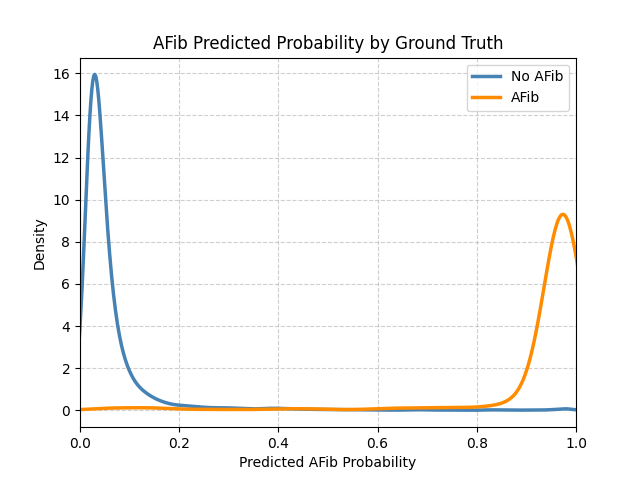 AFib Predicted Probability by Ground Truth
No AFib
AFib
16
14
12
10
8
6
4
2
0
Density
0.0 0.2 0.4 0.6 0.8 1.0
Predicted AFib Probability